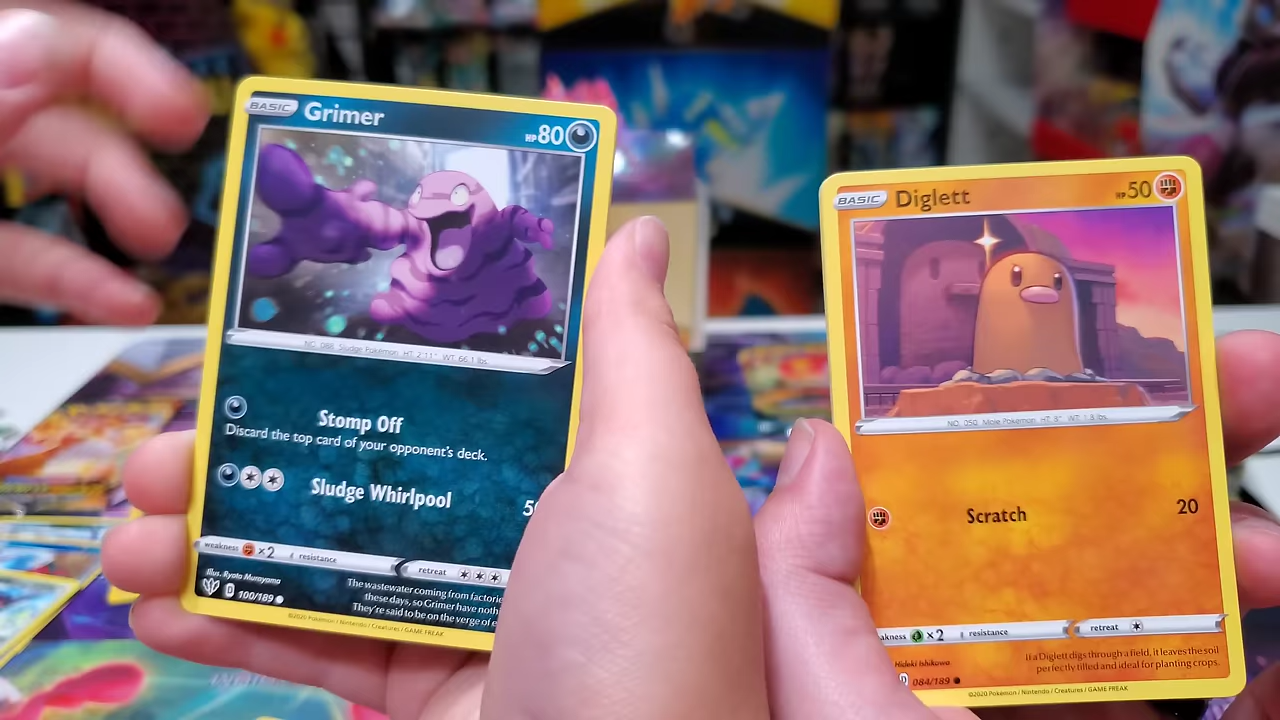 BASIC Grimer HP 80
NO. 088 Sludge Pokémon HT: 2'11" WT: 66.1 lbs.
Stomp Off
Discard the top card of your opponent's deck.
Sludge Whirlpool
weakness ×2 resistance retreat
Illus. Ryota Murayama
D 100/189
The wastewater coming from
these days, so Grimer have
They're said to be on the verge of
©2020 Pokémon / Nintendo / Creatures / GAME FREAK
BASIC Diglett HP 50
NO. 050 Mole Pokémon HT: 8" WT: 1.8 lbs.
Scratch 20
×2 resistance retreat
Hideki Ishikawa
D 084/189
If a Diglett digs through a field, it leaves the soil
perfectly tilled and ideal for planting crops.
©2020 Pokémon / Nintendo / Creatures / GAME FREAK